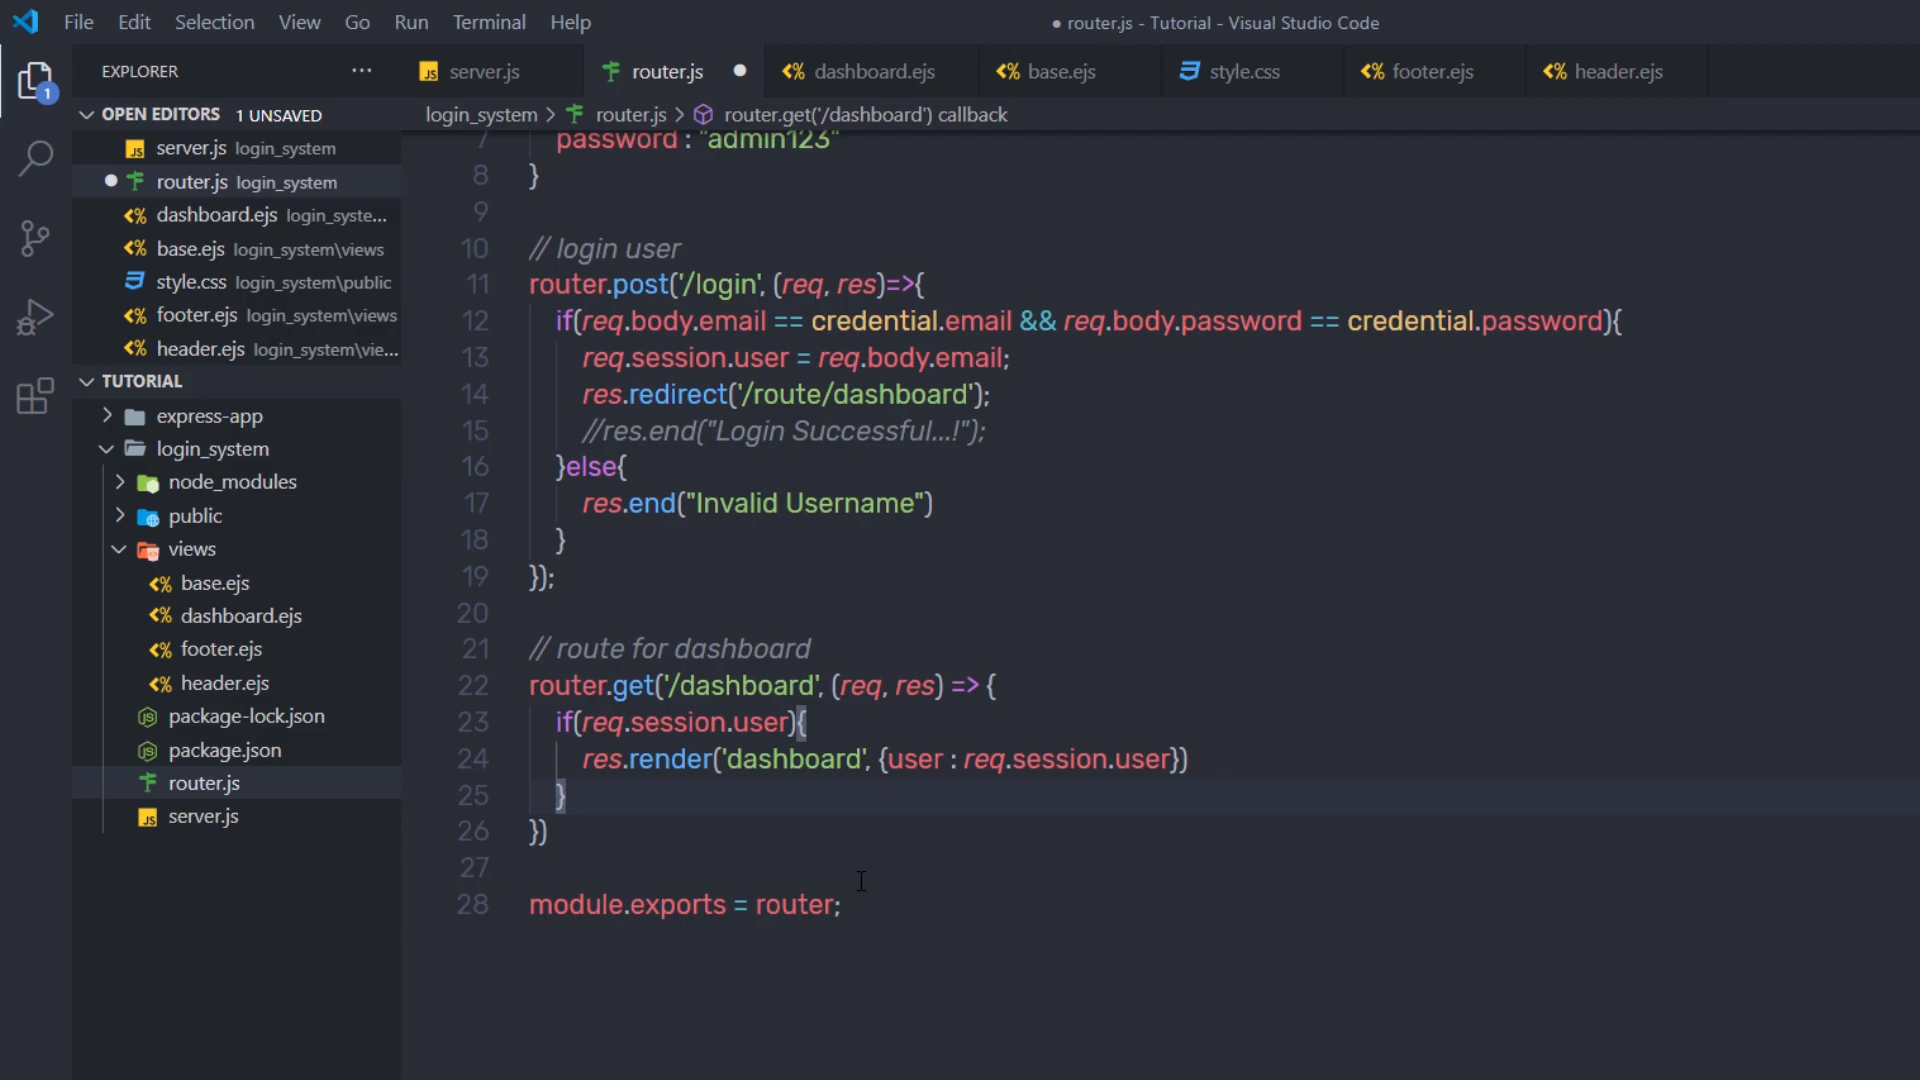 File Edit Selection View Go Run Terminal Help
● router.js - Tutorial - Visual Studio Code
EXPLORER ...
1
OPEN EDITORS 1 UNSAVED
server.js login_system
router.js login_system
dashboard.ejs login_syste...
base.ejs login_system\views
style.css login_system\public
footer.ejs login_system\views
header.ejs login_system\vie...
TUTORIAL
express-app
login_system
node_modules
public
views
base.ejs
dashboard.ejs
footer.ejs
header.ejs
package-lock.json
package.json
router.js
server.js
server.js router.js dashboard.ejs base.ejs style.css footer.ejs header.ejs
login_system > router.js > router.get('/dashboard') callback
7 password : "admin123"
8 }
9
10 // login user
11 router.post('/login', (req, res)=>{
12 if(req.body.email == credential.email && req.body.password == credential.password){
13 req.session.user = req.body.email;
14 res.redirect('/route/dashboard');
15 //res.end("Login Successful...!");
16 }else{
17 res.end("Invalid Username")
18 }
19 });
20
21 // route for dashboard
22 router.get('/dashboard', (req, res) => {
23 if(req.session.user){
24 res.render('dashboard', {user : req.session.user})
25 }
26 })
27
28 module.exports = router;